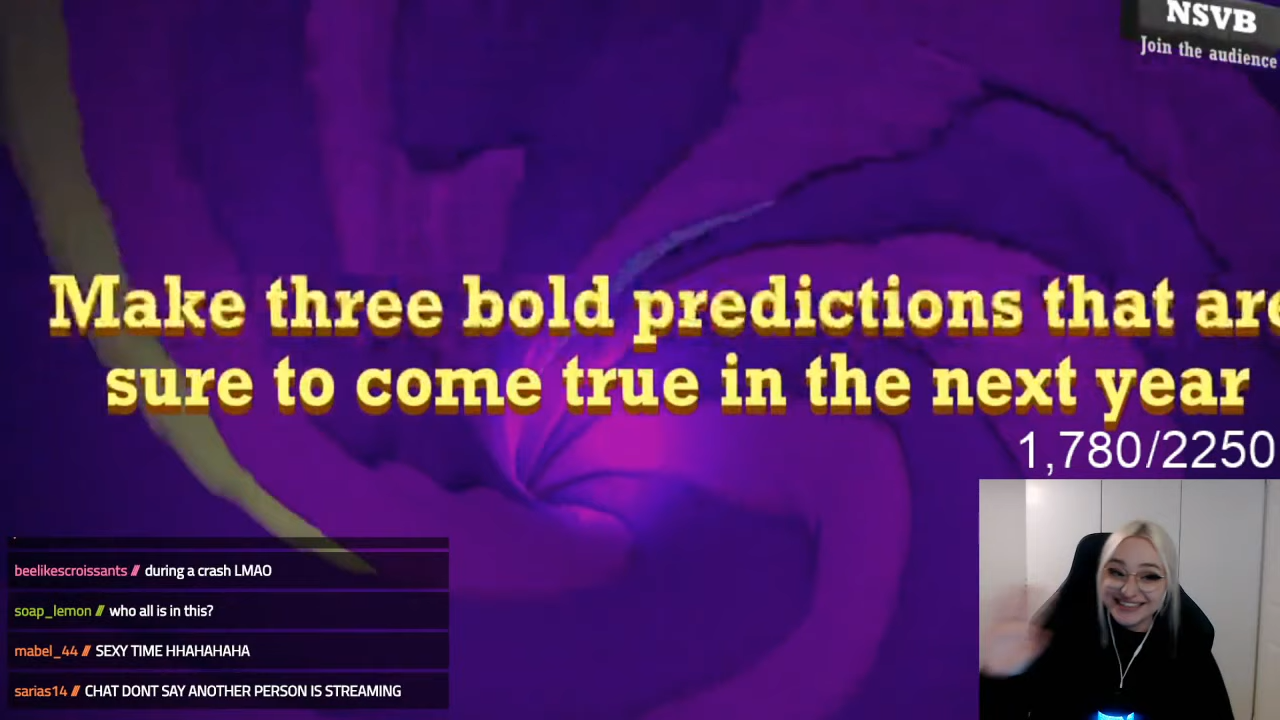 NSVB
Join the audience
Make three bold predictions that are
sure to come true in the next year
1,780/2250
beelikescroissants // during a crash LMAO
soap_lemon // who all is in this?
mabel_44 // SEXY TIME HHAHAHAHA
sarias14 // CHAT DONT SAY ANOTHER PERSON IS STREAMING